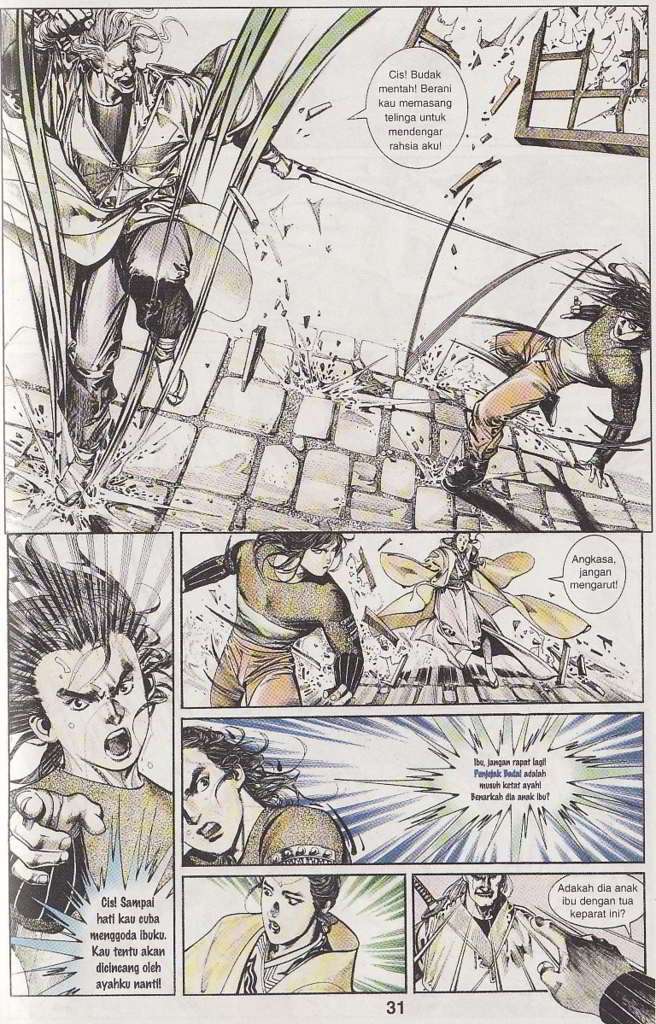 Cis! Budak
mentah! Berani
kau memasang
telinga untuk
mendengar
rahsia aku!
Angkasa,
jangan
mengarut!
Cis! Sampai
hati kau cuba
menggoda ibuku.
Kau tentu akan
dicincang oleh
ayahku nanti!
Ibu, jangan rapat lagi!
Penjejak Badai adalah
musuh ketat ayah!
Benarkah dia anak ibu?
Adakah dia anak
ibu dengan tua
keparat ini?
31